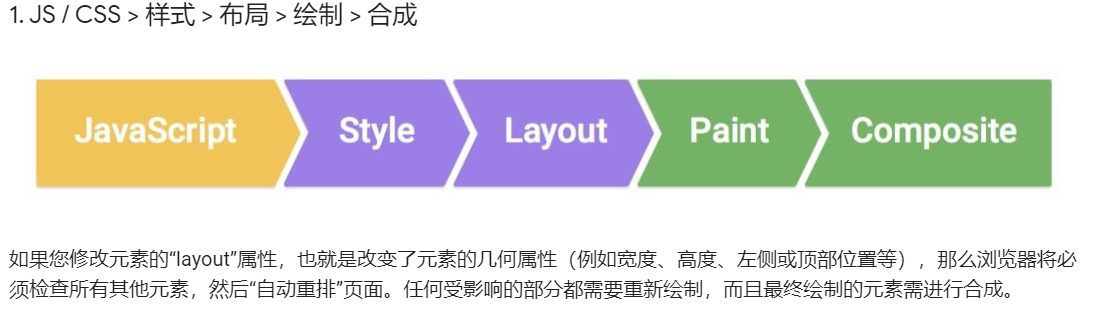 1. JS / CSS > 样式 > 布局 > 绘制 > 合成
JavaScript Style Layout Paint Composite
如果您修改元素的“layout”属性，也就是改变了元素的几何属性（例如宽度、高度、左侧或顶部位置等），那么浏览器将必
须检查所有其他元素，然后“自动重排”页面。任何受影响的部分都需要重新绘制，而且最终绘制的元素需进行合成。